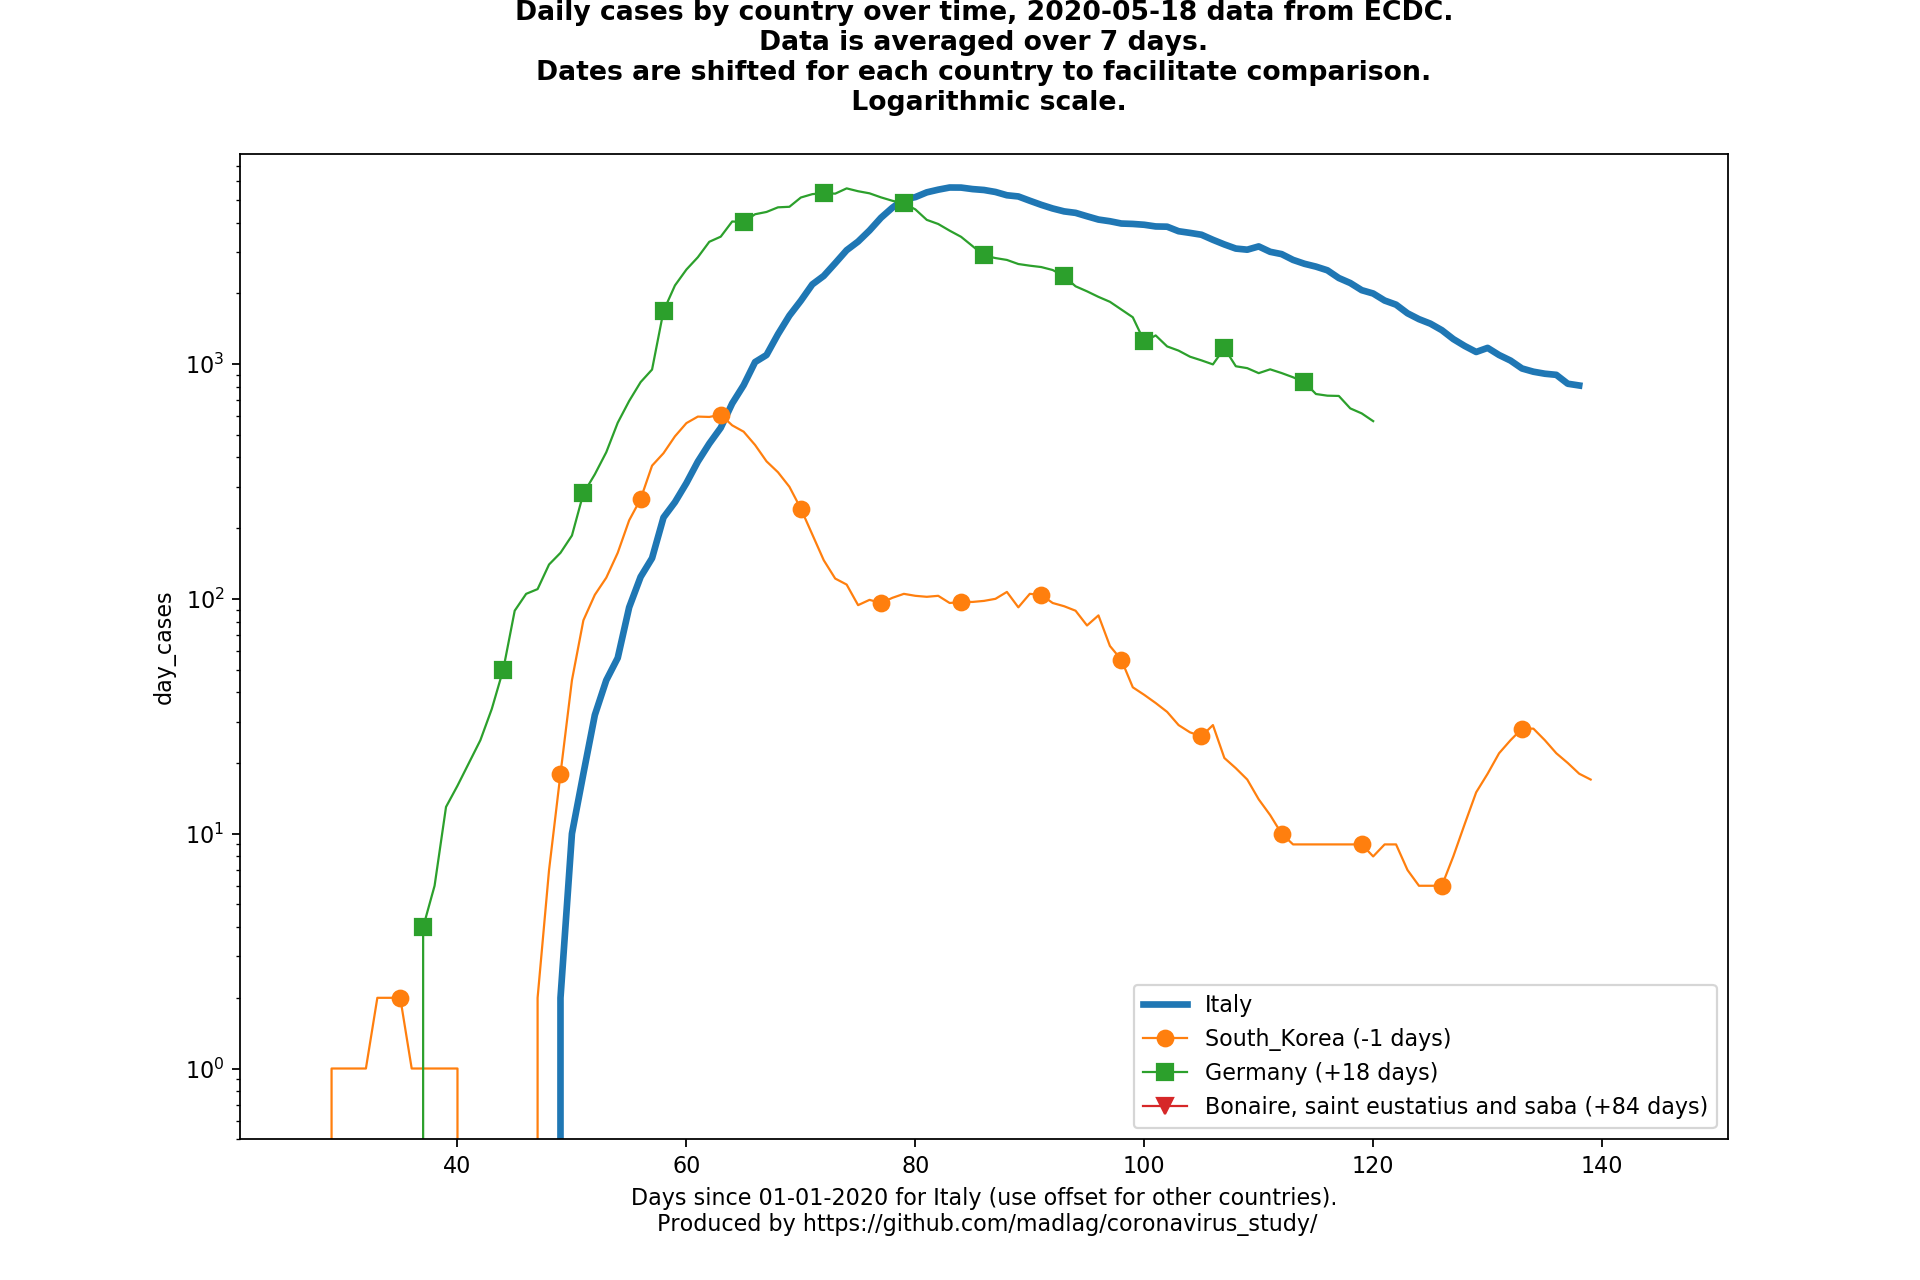 Daily cases by country over time, 2020-05-18 data from ECDC.
Data is averaged over 7 days.
Dates are shifted for each country to facilitate comparison.
Logarithmic scale.
10³
10²
10¹
10⁰
day_cases
Italy
South_Korea (-1 days)
Germany (+18 days)
Bonaire, saint eustatius and saba (+84 days)
40 60 80 100 120 140
Days since 01-01-2020 for Italy (use offset for other countries).
Produced by https://github.com/madlag/coronavirus_study/